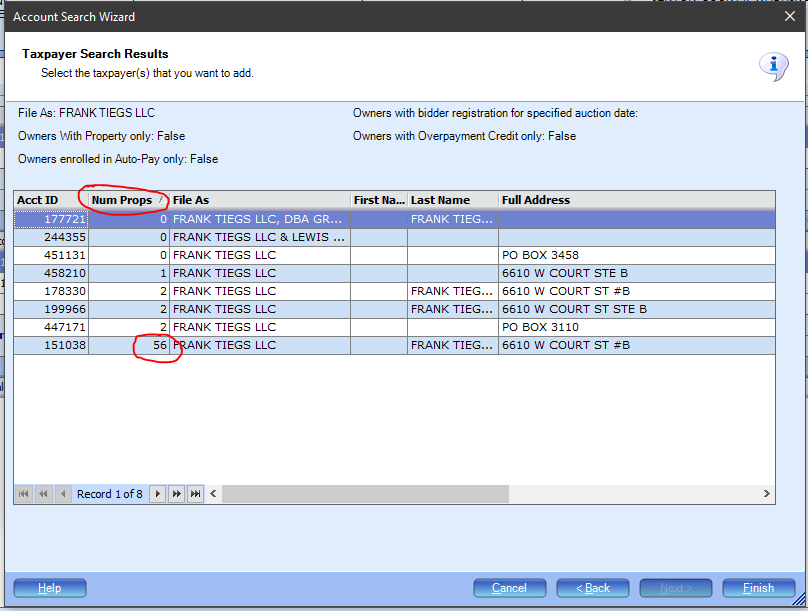 Account Search Wizard
Taxpayer Search Results
Select the taxpayer(s) that you want to add.
File As: FRANK TIEGS LLC
Owners with bidder registration for specified auction date:
Owners With Property only: False
Owners with Overpayment Credit only: False
Owners enrolled in Auto-Pay only: False
Acct ID Num Props File As First Na... Last Name Full Address
177721 0 FRANK TIEGS LLC, DBA GR... FRANK TIEG...
244355 0 FRANK TIEGS LLC & LEWIS ...
451131 0 FRANK TIEGS LLC PO BOX 3458
458210 1 FRANK TIEGS LLC 6610 W COURT STE B
178330 2 FRANK TIEGS LLC FRANK TIEG... 6610 W COURT ST #B
199966 2 FRANK TIEGS LLC FRANK TIEG... 6610 W COURT ST STE B
447171 2 FRANK TIEGS LLC PO BOX 3110
151038 56 FRANK TIEGS LLC FRANK TIEG... 6610 W COURT ST #B
Record 1 of 8
Help Cancel < Back Next > Finish